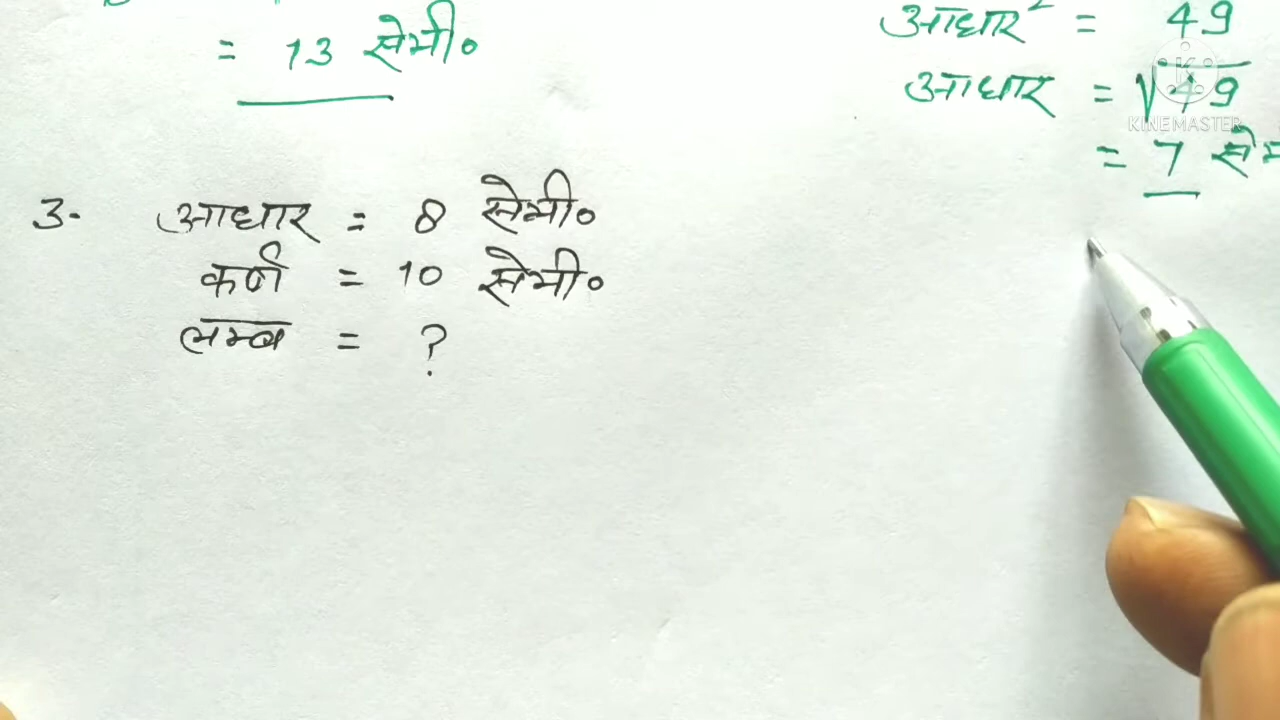 = 13 सेमी०
आधार² = 49
आधार = √49
= 7
KINEMASTER
3. आधार = 8 सेमी०
कर्ण = 10 सेमी०
लम्ब = ?